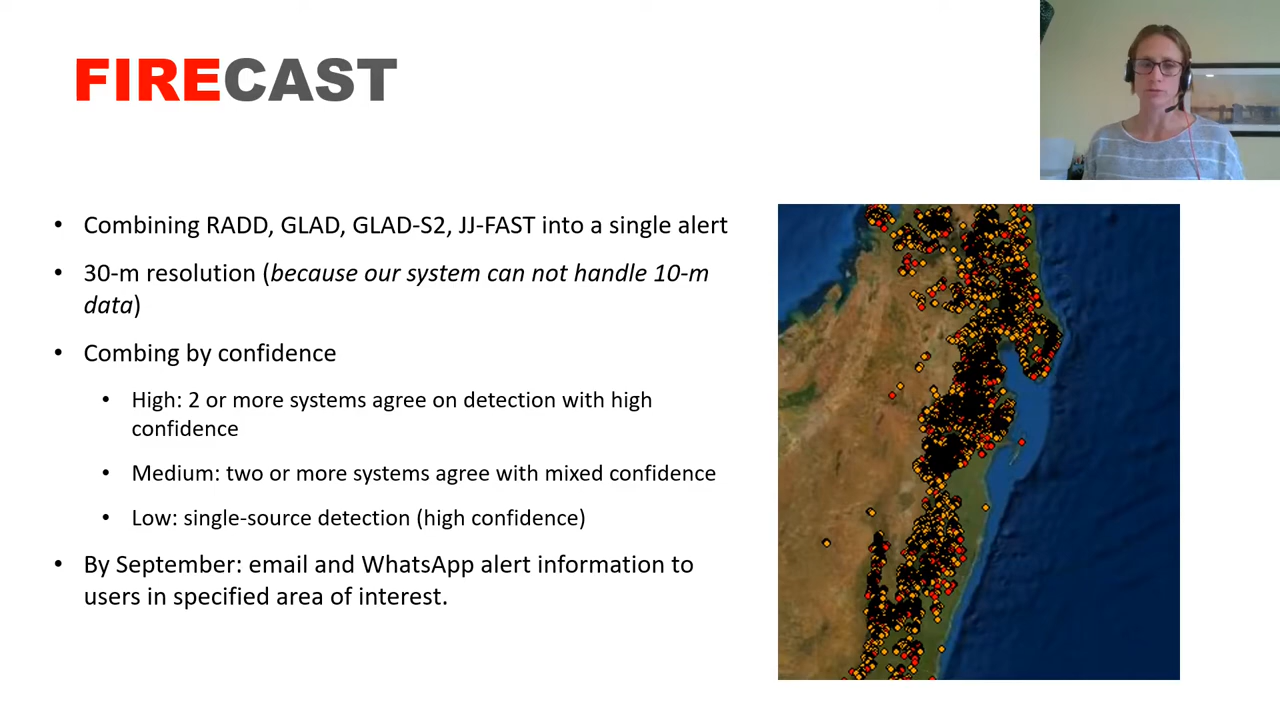 FIRECAST
• Combining RADD, GLAD, GLAD-S2, JJ-FAST into a single alert
• 30-m resolution (because our system can not handle 10-m
data)
• Combing by confidence
• High: 2 or more systems agree on detection with high
confidence
• Medium: two or more systems agree with mixed confidence
• Low: single-source detection (high confidence)
• By September: email and WhatsApp alert information to
users in specified area of interest.